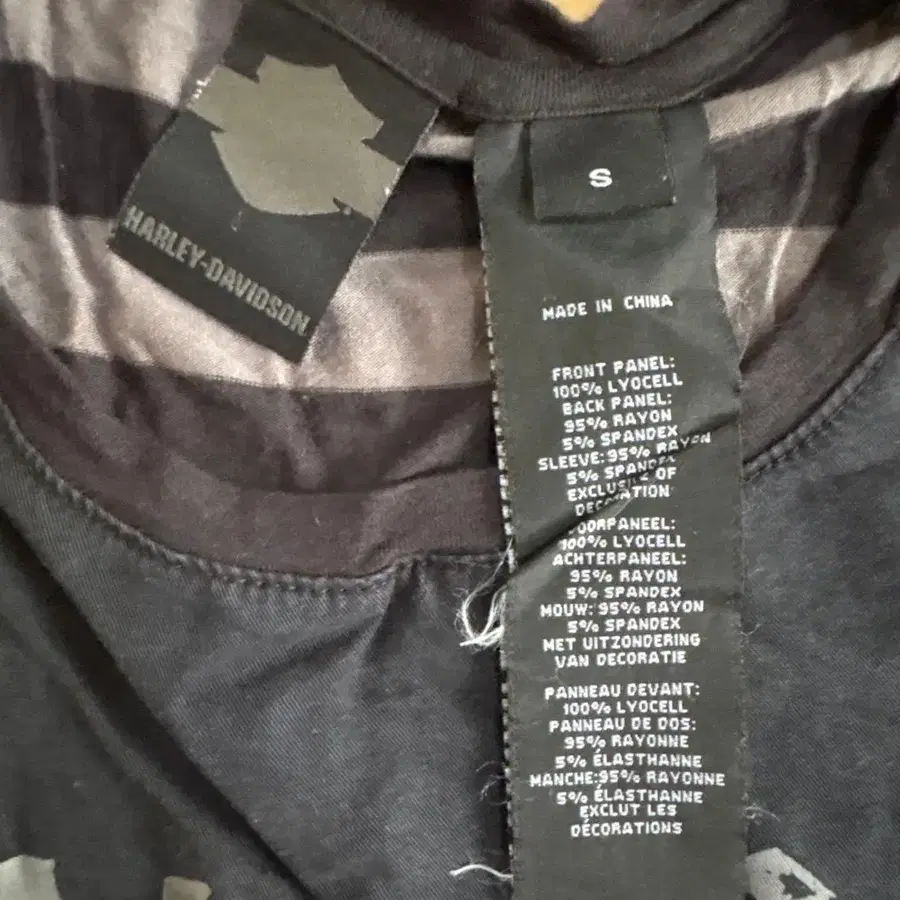 HARLEY-DAVIDSON
S
MADE IN CHINA
FRONT PANEL:
100% LYOCELL
BACK PANEL:
95% RAYON
5% SPANDEX
SLEEVE: 95% RAYON
5% SPANDEX
EXCLUSIVE OF
DECORATION
VOORPANEEL:
100% LYOCELL
ACHTERPANEEL:
95% RAYON
5% SPANDEX
MOUW: 95% RAYON
5% SPANDEX
MET UITZONDERING
VAN DECORATIE
PANNEAU DEVANT:
100% LYOCELL
PANNEAU DE DOS:
95% RAYONNE
5% ÉLASTHANNE
MANCHE:95% RAYONNE
5% ÉLASTHANNE
EXCLUT LES
DÉCORATIONS